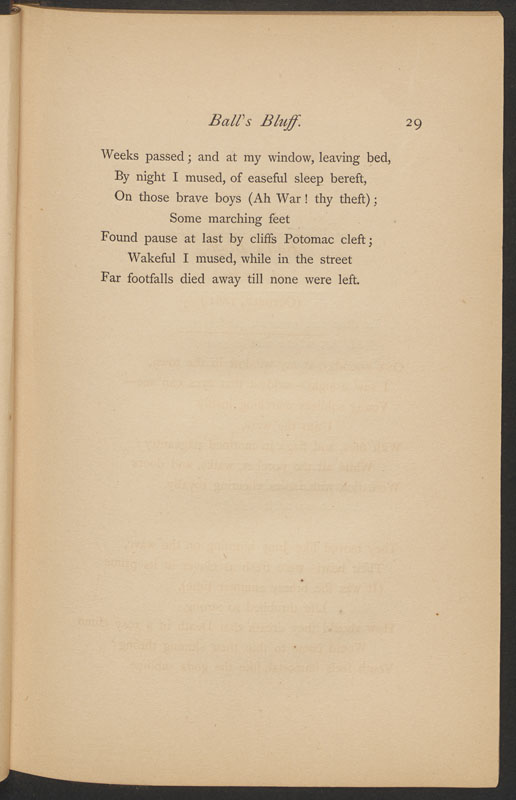 Ball's Bluff. 29
Weeks passed ; and at my window, leaving bed,
By night I mused, of easeful sleep bereft,
On those brave boys (Ah War ! thy theft) ;
Some marching feet
Found pause at last by cliffs Potomac cleft ;
Wakeful I mused, while in the street
Far footfalls died away till none were left.